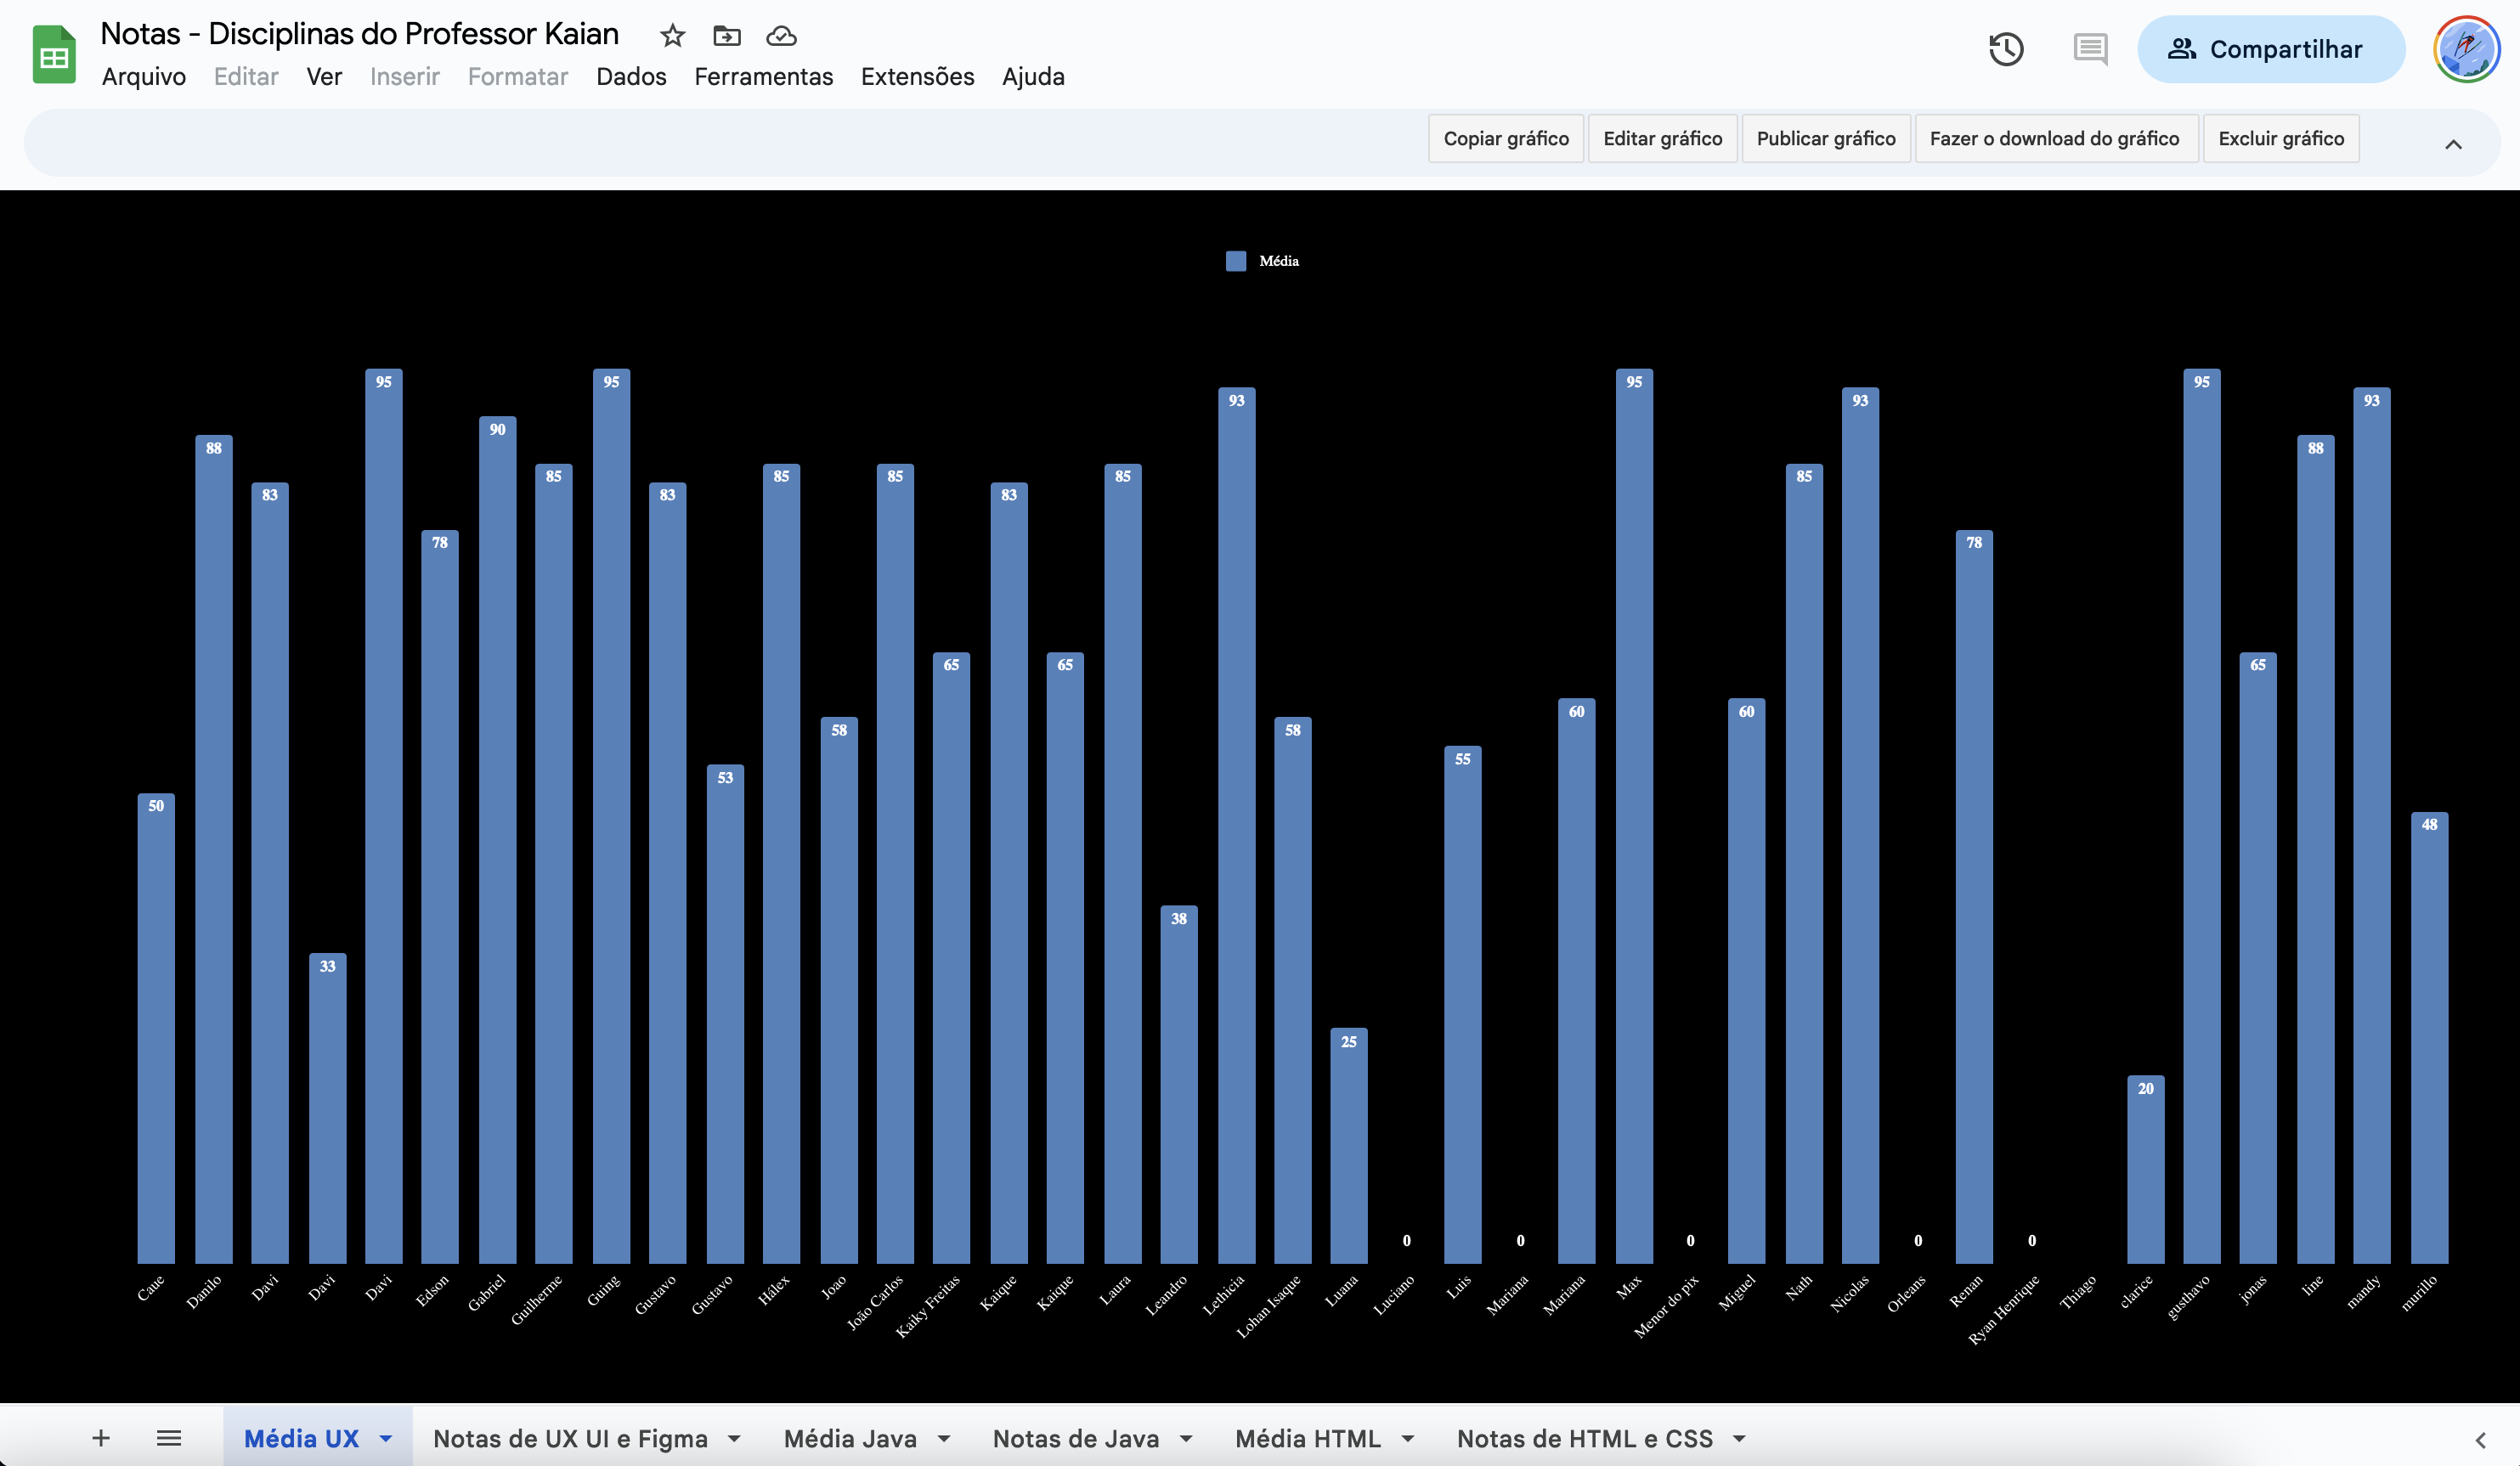 Notas - Disciplinas do Professor Kaian
Arquivo Editar Ver Inserir Formatar Dados Ferramentas Extensões Ajuda
Compartilhar
Copiar gráfico Editar gráfico Publicar gráfico Fazer o download do gráfico Excluir gráfico
Média
50 88 83 33 95 78 90 85 95 83 53 85 58 85 65 83 65 85 38 93 58 25 0 55 0 60 95 0 60 85 93 0 78 0 20 95 65 88 93 48
Caue Danilo Davi Davi Davi Edson Gabriel Guilherme Guing Gustavo Gustavo Hálex Joao João Carlos Kaiky Freitas Kaique Kaique Laura Leandro Lethicia Lohan Isaque Luana Luciano Luis Mariana Mariana Max Menor do pix Miguel Nath Nicolas Orleans Renan Ryan Henrique Thiago clarice gusthavo jonas line mandy murillo
Média UX Notas de UX UI e Figma Média Java Notas de Java Média HTML Notas de HTML e CSS